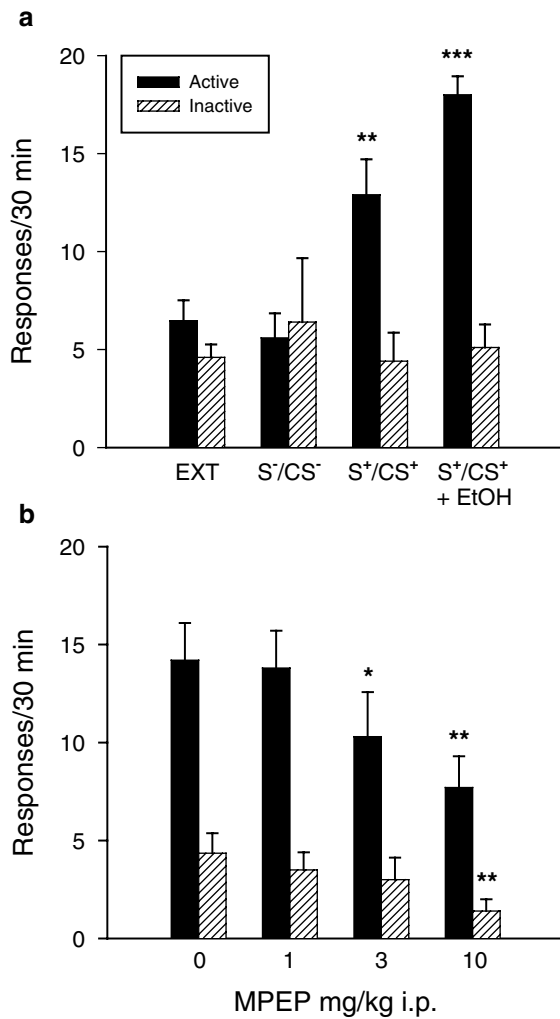 a
20
15
10
5
0
Responses/30 min
Active
Inactive
**
***
EXT
S⁻/CS⁻
S⁺/CS⁺
S⁺/CS⁺
+ EtOH
b
20
15
10
5
0
Responses/30 min
*
**
**
0
1
3
10
MPEP mg/kg i.p.